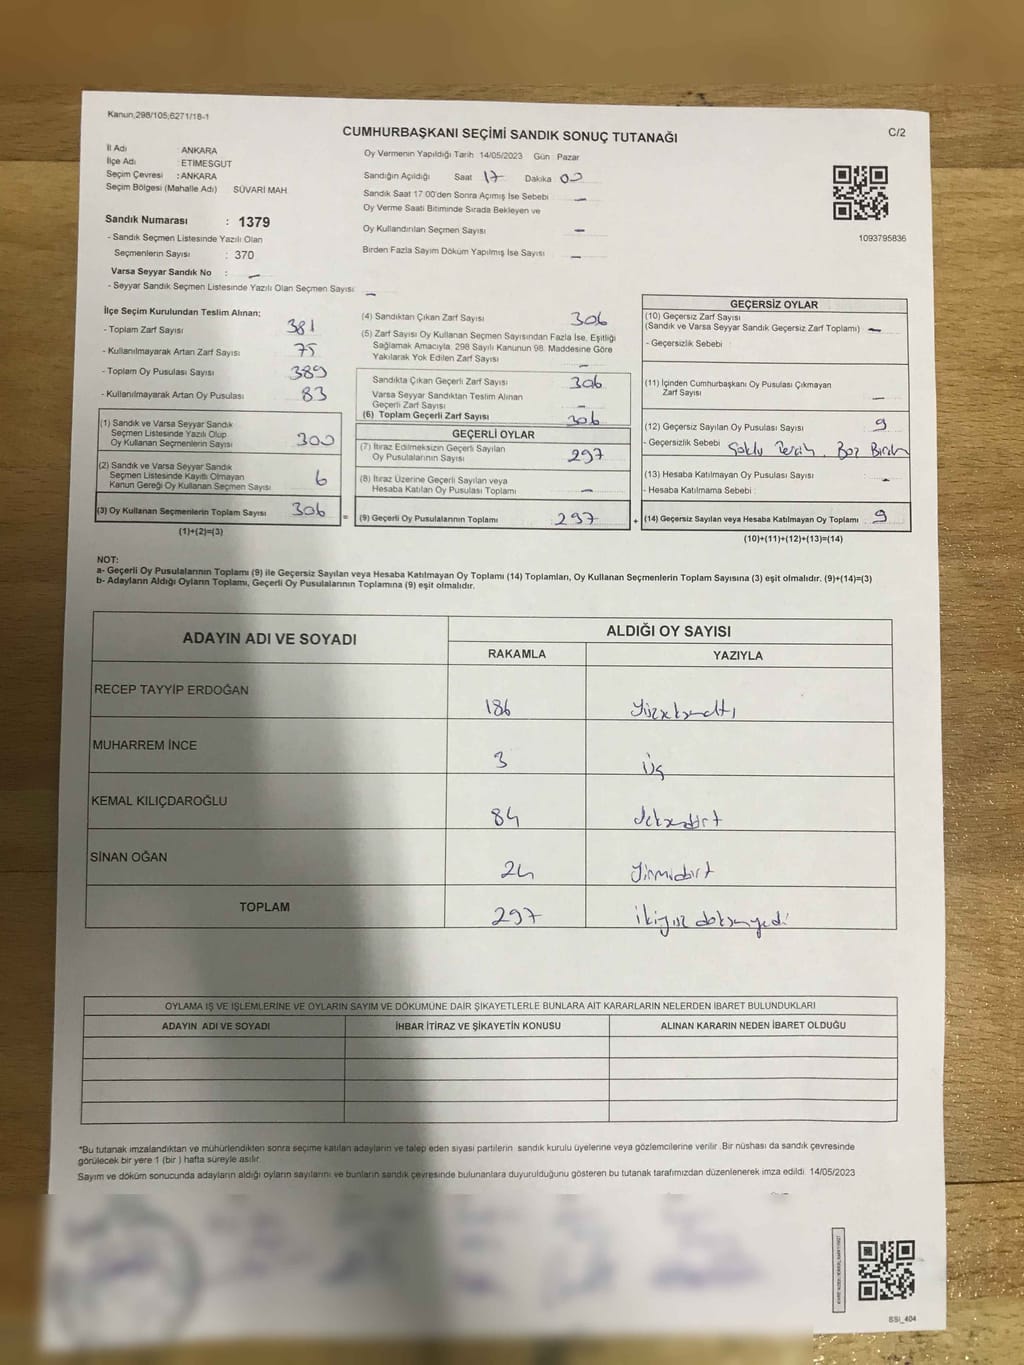 Kanun,298/105;6271/18-1
CUMHURBAŞKANI SEÇİMİ SANDIK SONUÇ TUTANAĞI
C/2
İl Adı : ANKARA
İlçe Adı : ETIMESGUT
Seçim Çevresi : ANKARA
Seçim Bölgesi (Mahalle Adı) SÜVARİ MAH.
Oy Vermenin Yapıldığı Tarih 14/05/2023 Gün : Pazar
Sandığın Açıldığı Saat 17 Dakika 00
Sandık Saat 17:00'den Sonra Açımış İse Sebebi —
Oy Verme Saati Bitiminde Sırada Bekleyen ve
Oy Kullandırılan Seçmen Sayısı —
Birden Fazla Sayım Döküm Yapılmış İse Sayısı —
1093795836
Sandık Numarası : 1379
- Sandık Seçmen Listesinde Yazılı Olan
Seçmenlerin Sayısı : 370
Varsa Seyyar Sandık No : —
- Seyyar Sandık Seçmen Listesinde Yazılı Olan Seçmen Sayısı : —
İlçe Seçim Kurulundan Teslim Alınan;
- Toplam Zarf Sayısı 381
- Kullanılmayarak Artan Zarf Sayısı 75
- Toplam Oy Pusulası Sayısı 389
- Kullanılmayarak Artan Oy Pusulası 83
(1) Sandık ve Varsa Seyyar Sandık
Seçmen Listesinde Yazılı Olup
Oy Kullanan Seçmenlerin Sayısı 300
(2) Sandık ve Varsa Seyyar Sandık
Seçmen Listesinde Kayıtlı Olmayan
Kanun Gereği Oy Kullanan Seçmen Sayısı 6
(3) Oy Kullanan Seçmenlerin Toplam Sayısı 306
(1)+(2)=(3)
(4) Sandıktan Çıkan Zarf Sayısı 306
(5) Zarf Sayısı Oy Kullanan Seçmen Sayısından Fazla İse, Eşitliği
Sağlamak Amacıyla, 298 Sayılı Kanunun 98. Maddesine Göre
Yakılarak Yok Edilen Zarf Sayısı —
Sandıkta Çıkan Geçerli Zarf Sayısı 306
Varsa Seyyar Sandıktan Teslim Alınan
Geçerli Zarf Sayısı —
(6) Toplam Geçerli Zarf Sayısı 306
GEÇERLİ OYLAR
(7) İtiraz Edilmeksizin Geçerli Sayılan
Oy Pusulalarının Sayısı 297
(8) İtiraz Üzerine Geçerli Sayılan veya
Hesaba Katılan Oy Pusulası Toplamı —
= (9) Geçerli Oy Pusulalarının Toplamı 297
GEÇERSİZ OYLAR
(10) Geçersiz Zarf Sayısı
(Sandık ve Varsa Seyyar Sandık Geçersiz Zarf Toplamı) —
- Geçersizlik Sebebi :
(11) İçinden Cumhurbaşkanı Oy Pusulası Çıkmayan
Zarf Sayısı —
(12) Geçersiz Sayılan Oy Pusulası Sayısı 9
- Geçersizlik Sebebi
(13) Hesaba Katılmayan Oy Pusulası Sayısı —
- Hesaba Katılmama Sebebi :
+ (14) Geçersiz Sayılan veya Hesaba Katılmayan Oy Toplamı 9
(10)+(11)+(12)+(13)=(14)
NOT:
a- Geçerli Oy Pusulalarının Toplamı (9) ile Geçersiz Sayılan veya Hesaba Katılmayan Oy Toplamı (14) Toplamları, Oy Kullanan Seçmenlerin Toplam Sayısına (3) eşit olmalıdır. (9)+(14)=(3)
b- Adayların Aldığı Oyların Toplamı, Geçerli Oy Pusulalarının Toplamına (9) eşit olmalıdır.
ADAYIN ADI VE SOYADI
ALDIĞI OY SAYISI
RAKAMLA YAZIYLA
RECEP TAYYİP ERDOĞAN 186 Yüzseksenaltı
MUHARREM İNCE 3 Üç
KEMAL KILIÇDAROĞLU 84 Seksendört
SİNAN OĞAN 24 Yirmidört
TOPLAM 297 ikiyüz doksanyedi
OYLAMA İŞ VE İŞLEMLERİNE VE OYLARIN SAYIM VE DÖKÜMÜNE DAİR ŞİKAYETLERLE BUNLARA AİT KARARLARIN NELERDEN İBARET BULUNDUKLARI
ADAYIN ADI VE SOYADI İHBAR İTİRAZ VE ŞİKAYETİN KONUSU ALINAN KARARIN NEDEN İBARET OLDUĞU
*Bu tutanak imzalandıktan ve mühürlendikten sonra seçime katılan adayların ve talep eden siyasi partilerin sandık kurulu üyelerine veya gözlemcilerine verilir .Bir nüshası da sandık çevresinde
görülecek bir yere 1 (bir ) hafta süreyle asılır.
Sayım ve döküm sonucunda adayların aldığı oyların sayılarını ve bunların sandık çevresinde bulunanlara duyurulduğunu gösteren bu tutanak tarafımızdan düzenlenerek imza edildi. 14/05/2023
BSI_404